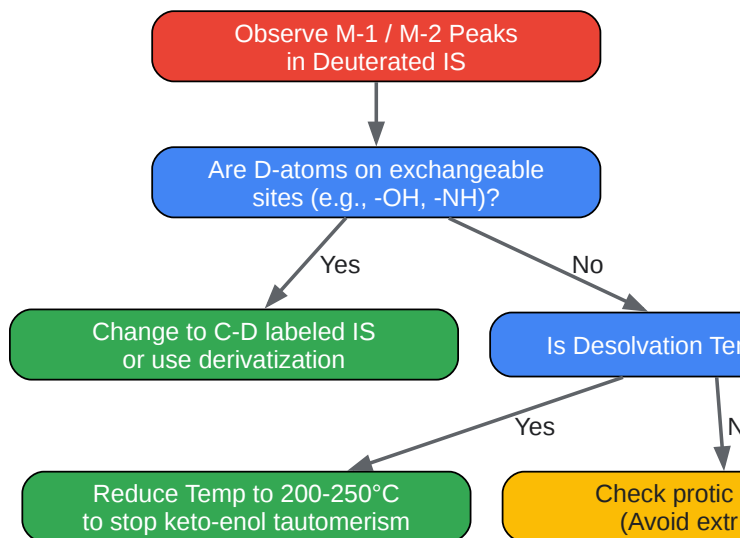 Observe M-1 / M-2 Peaks
in Deuterated IS
Are D-atoms on exchangeable
sites (e.g., -OH, -NH)?
Yes
No
Change to C-D labeled IS
or use derivatization
Is Desolvation
Yes
Reduce Temp to 200-250°C
to stop keto-enol tautomerism
Check protic
(Avoid